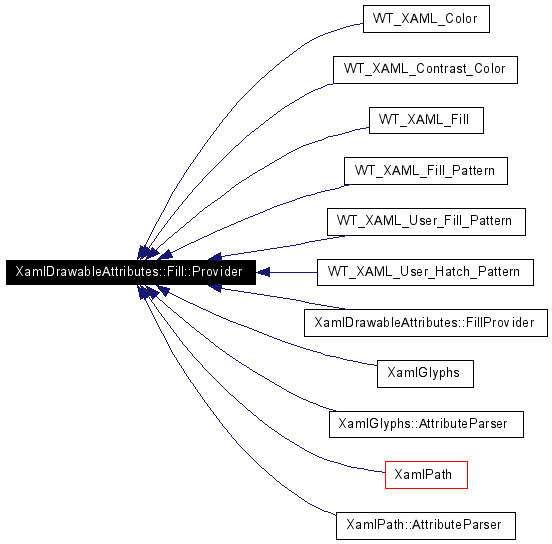 WT_XAML_Color
WT_XAML_Contrast_Color
WT_XAML_Fill
WT_XAML_Fill_Pattern
WT_XAML_User_Fill_Pattern
XamlDrawableAttributes::Fill::Provider
WT_XAML_User_Hatch_Pattern
XamlDrawableAttributes::FillProvider
XamlGlyphs
XamlGlyphs::AttributeParser
XamlPath
XamlPath::AttributeParser